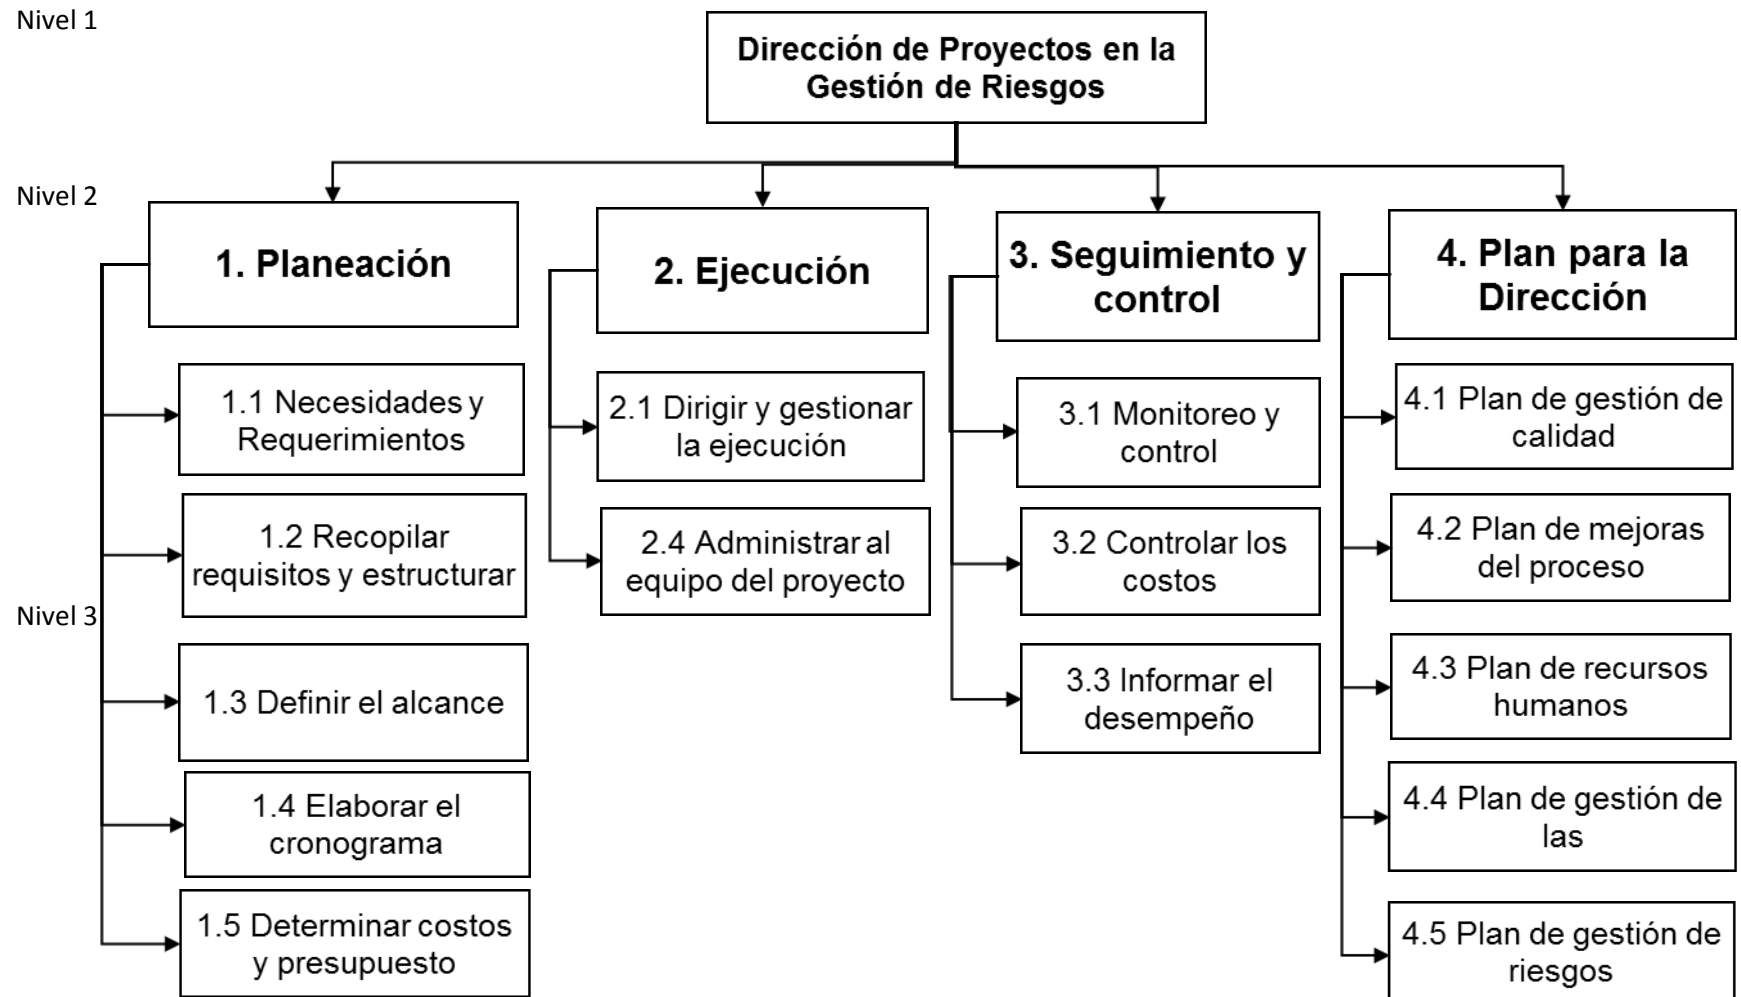 Nivel 1
Dirección de Proyectos en la
Gestión de Riesgos
Nivel 2
1. Planeación
2. Ejecución
3. Seguimiento y
control
4. Plan para la
Dirección
Nivel 3
1.1 Necesidades y
Requerimientos
1.2 Recopilar
requisitos y estructurar
1.3 Definir el alcance
1.4 Elaborar el
cronograma
1.5 Determinar costos
y presupuesto
2.1 Dirigir y gestionar
la ejecución
2.4 Administrar al
equipo del proyecto
3.1 Monitoreo y
control
3.2 Controlar los
costos
3.3 Informar el
desempeño
4.1 Plan de gestión de
calidad
4.2 Plan de mejoras
del proceso
4.3 Plan de recursos
humanos
4.4 Plan de gestión de
las
4.5 Plan de gestión de
riesgos